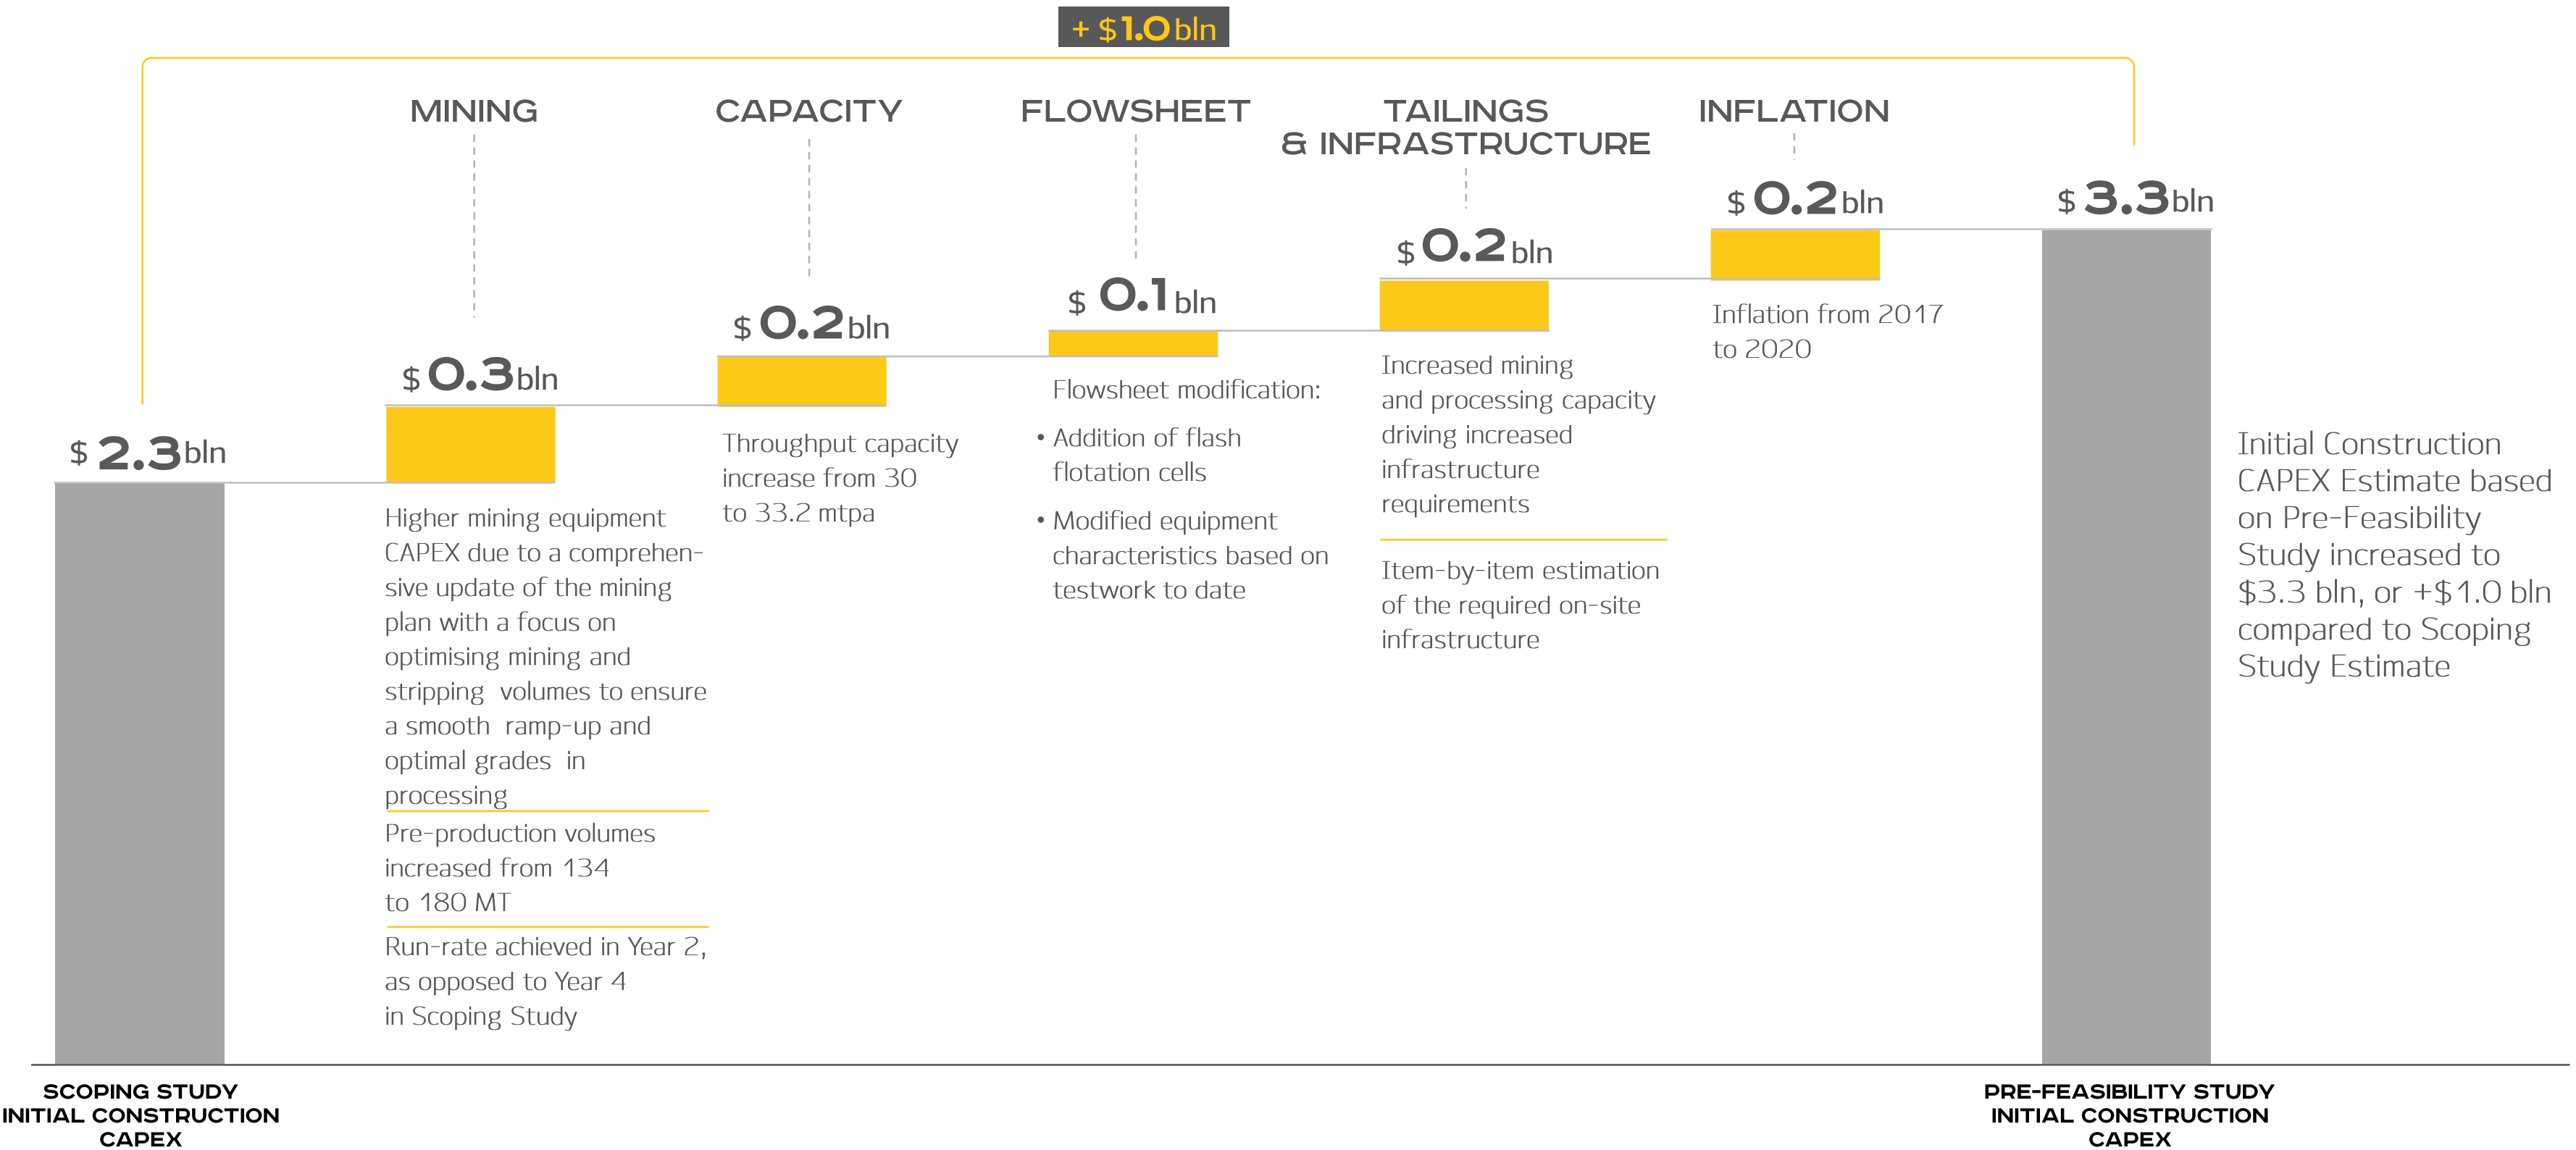 + $1.0 bln
MINING
CAPACITY
FLOWSHEET
TAILINGS
& INFRASTRUCTURE
INFLATION
$ 2.3 bln
$ 0.3 bln
$ 0.2 bln
$ 0.1 bln
$ 0.2 bln
$ 0.2 bln
$ 3.3 bln
Higher mining equipment
CAPEX due to a comprehen-
sive update of the mining
plan with a focus on
optimising mining and
stripping volumes to ensure
a smooth ramp-up and
optimal grades in
processing
Pre-production volumes
increased from 134
to 180 MT
Run-rate achieved in Year 2,
as opposed to Year 4
in Scoping Study
Throughput capacity
increase from 30
to 33.2 mtpa
Flowsheet modification:
• Addition of flash
flotation cells
• Modified equipment
characteristics based on
testwork to date
Increased mining
and processing capacity
driving increased
infrastructure
requirements
Item-by-item estimation
of the required on-site
infrastructure
Inflation from 2017
to 2020
Initial Construction
CAPEX Estimate based
on Pre-Feasibility
Study increased to
$3.3 bln, or +$1.0 bln
compared to Scoping
Study Estimate
SCOPING STUDY
INITIAL CONSTRUCTION
CAPEX
PRE-FEASIBILITY STUDY
INITIAL CONSTRUCTION
CAPEX